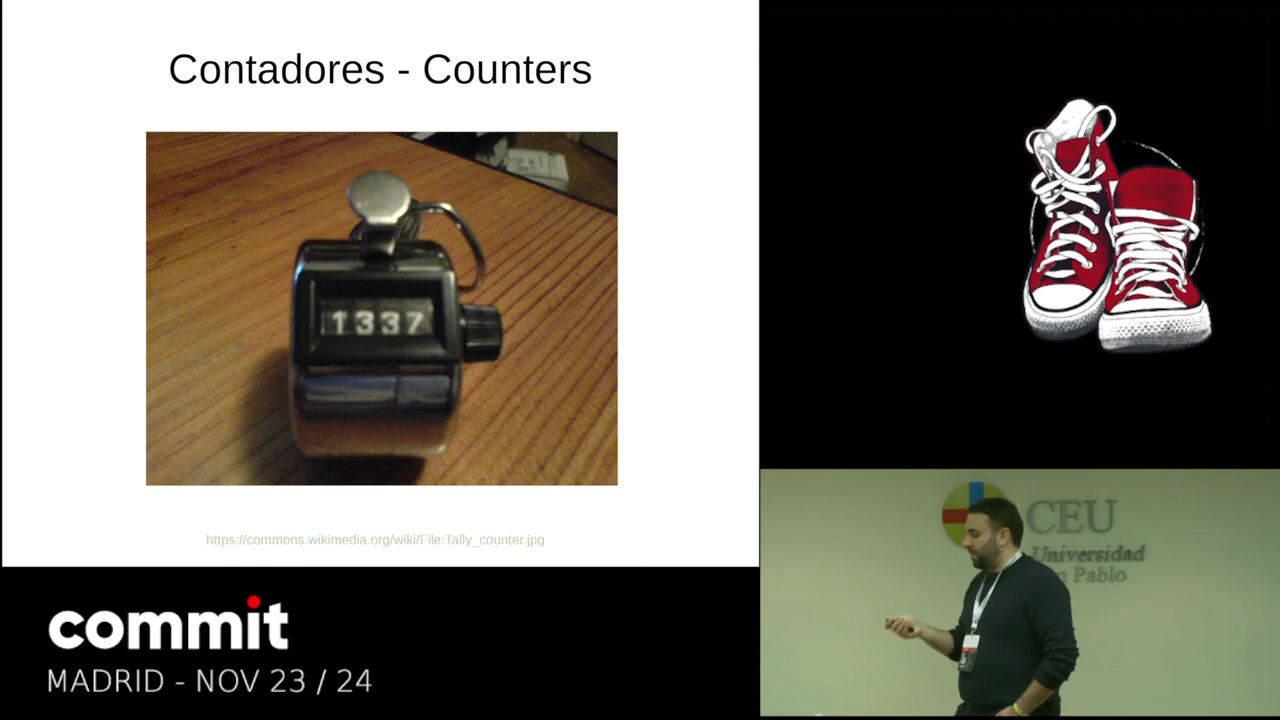 Contadores - Counters
1337
https://commons.wikimedia.org/wiki/File:Tally_counter.jpg
commit
MADRID - NOV 23 / 24
CEU
Universidad
Pablo